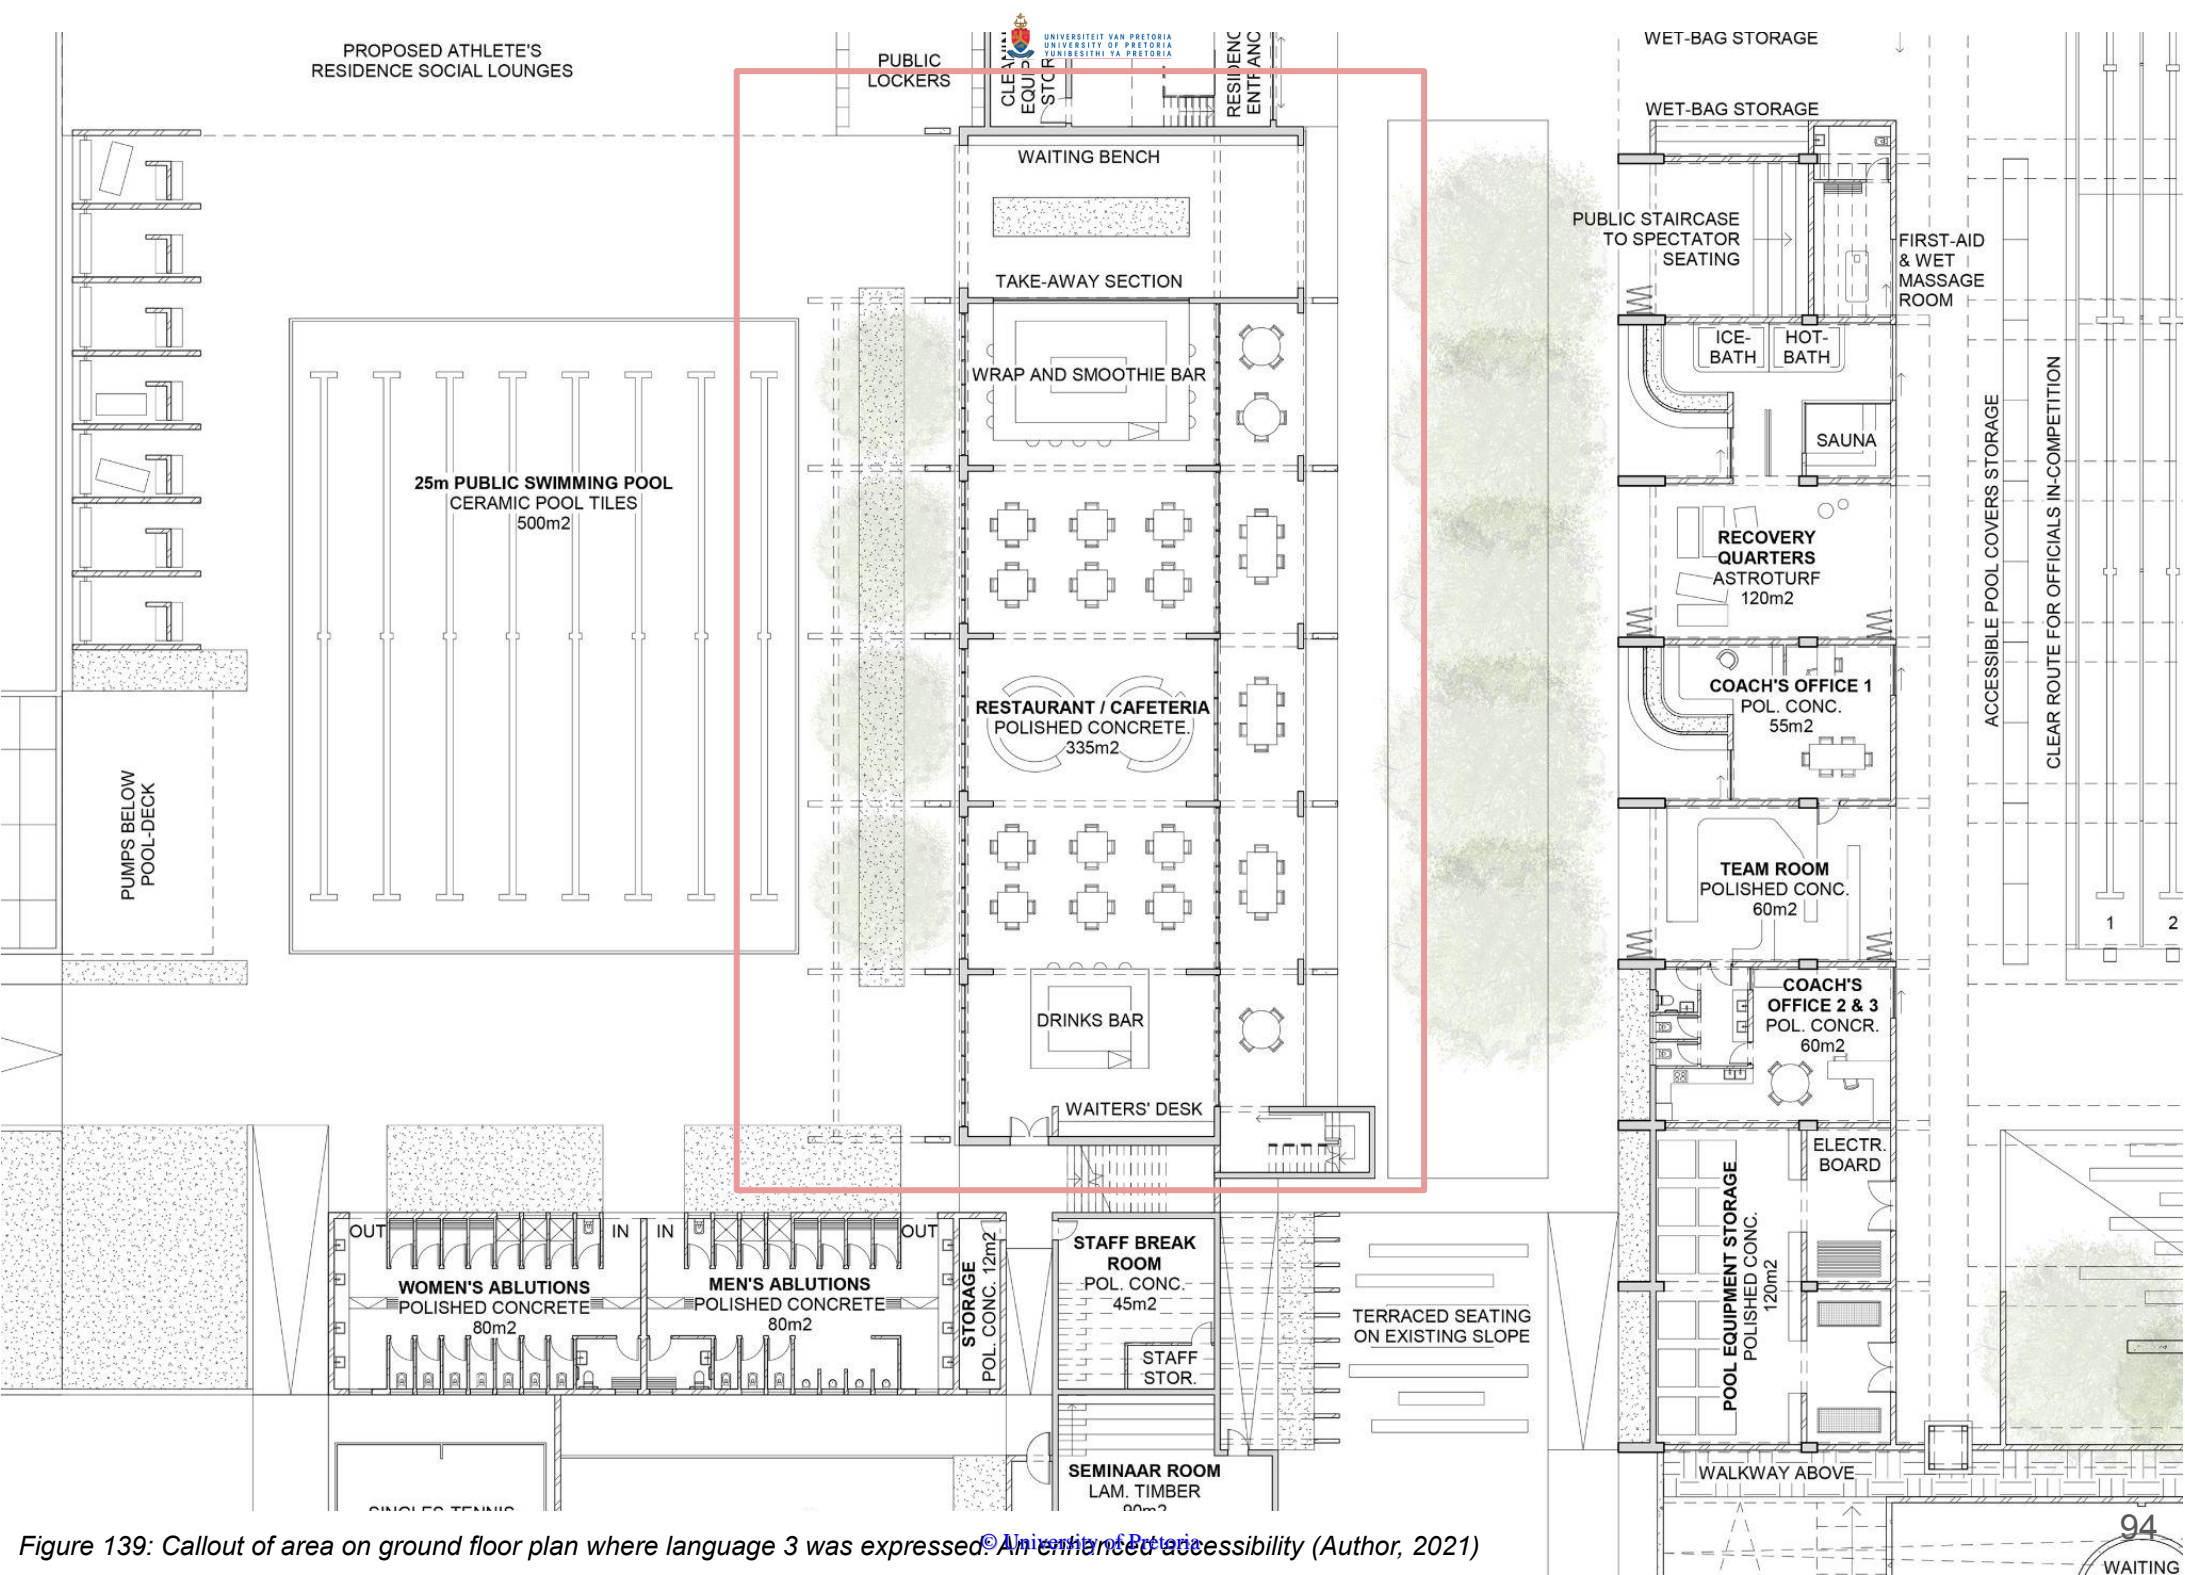 UNIVERSITEIT VAN PRETORIA
UNIVERSITY OF PRETORIA
YUNIBESITHI YA PRETORIA
PROPOSED ATHLETE'S
RESIDENCE SOCIAL LOUNGES
PUBLIC
LOCKERS
RESIDENC
ENTRANC
WET-BAG STORAGE
WET-BAG STORAGE
WAITING BENCH
TAKE-AWAY SECTION
PUBLIC STAIRCASE
TO SPECTATOR
SEATING
FIRST-AID
& WET
MASSAGE
ROOM
WRAP AND SMOOTHIE BAR
ICE-
BATH
HOT-
BATH
SAUNA
25m PUBLIC SWIMMING POOL
CERAMIC POOL TILES
500m2
RECOVERY
QUARTERS
ASTROTURF
120m2
ACCESSIBLE POOL COVERS STORAGE
CLEAR ROUTE FOR OFFICIALS IN-COMPETITION
RESTAURANT / CAFETERIA
POLISHED CONCRETE.
335m2
COACH'S OFFICE 1
POL. CONC.
55m2
PUMPS BELOW
POOL-DECK
TEAM ROOM
POLISHED CONC.
60m2
1
2
DRINKS BAR
COACH'S
OFFICE 2 & 3
POL. CONCR.
60m2
WAITERS' DESK
ELECTR.
BOARD
POOL EQUIPMENT STORAGE
POLISHED CONC.
120m2
OUT
IN
IN
OUT
WOMEN'S ABLUTIONS
POLISHED CONCRETE
80m2
MEN'S ABLUTIONS
POLISHED CONCRETE
80m2
STORAGE
POL. CONC. 12m2
STAFF BREAK
ROOM
POL. CONC.
45m2
STAFF
STOR.
TERRACED SEATING
ON EXISTING SLOPE
SEMINAAR ROOM
LAM. TIMBER
90m2
WALKWAY ABOVE
94
WAITING
Figure 139: Callout of area on ground floor plan where language 3 was expressed: An enhanced accessibility (Author, 2021)
© University of Pretoria